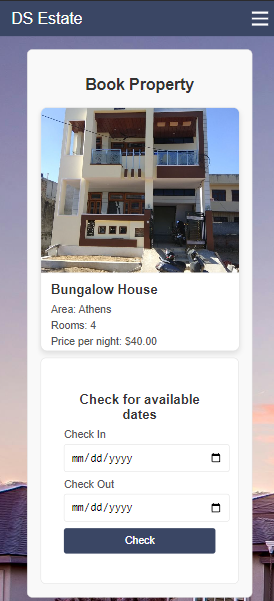 DS Estate
Book Property
Bungalow House
Area: Athens
Rooms: 4
Price per night: $40.00
Check for available
dates
Check In
mm/dd/yyyy
Check Out
mm/dd/yyyy
Check